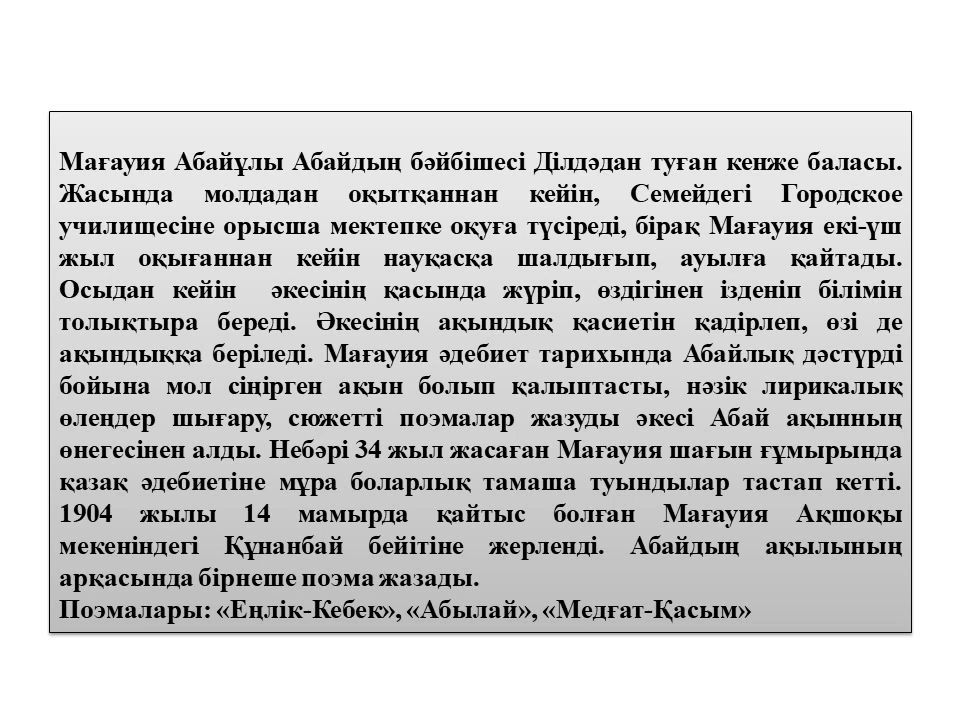 Мағауия Абайұлы Абайдың бәйбішесі Ділдәдан туған кенже баласы.
Жасында молдадан оқытқаннан кейін, Семейдегі Городское
училищесіне орысша мектепке оқуға түсіреді, бірақ Мағауия екі-үш
жыл оқығаннан кейін науқасқа шалдығып, ауылға қайтады.
Осыдан кейін әкесінің қасында жүріп, өздігінен ізденіп білімін
толықтыра береді. Әкесінің ақындық қасиетін қадірлеп, өзі де
ақындыққа беріледі. Мағауия әдебиет тарихында Абайлық дәстүрді
бойына мол сіңірген ақын болып қалыптасты, нәзік лирикалық
өлеңдер шығару, сюжетті поэмалар жазуды әкесі Абай ақынның
өнегесінен алды. Небәрі 34 жыл жасаған Мағауия шағын ғұмырында
қазақ әдебиетіне мұра боларлық тамаша туындылар тастап кетті.
1904 жылы 14 мамырда қайтыс болған Мағауия Ақшоқы
мекеніндегі Құнанбай бейітіне жерленді. Абайдың ақылының
арқасында бірнеше поэма жазады.
Поэмалары: «Еңлік-Кебек», «Абылай», «Медғат-Қасым»